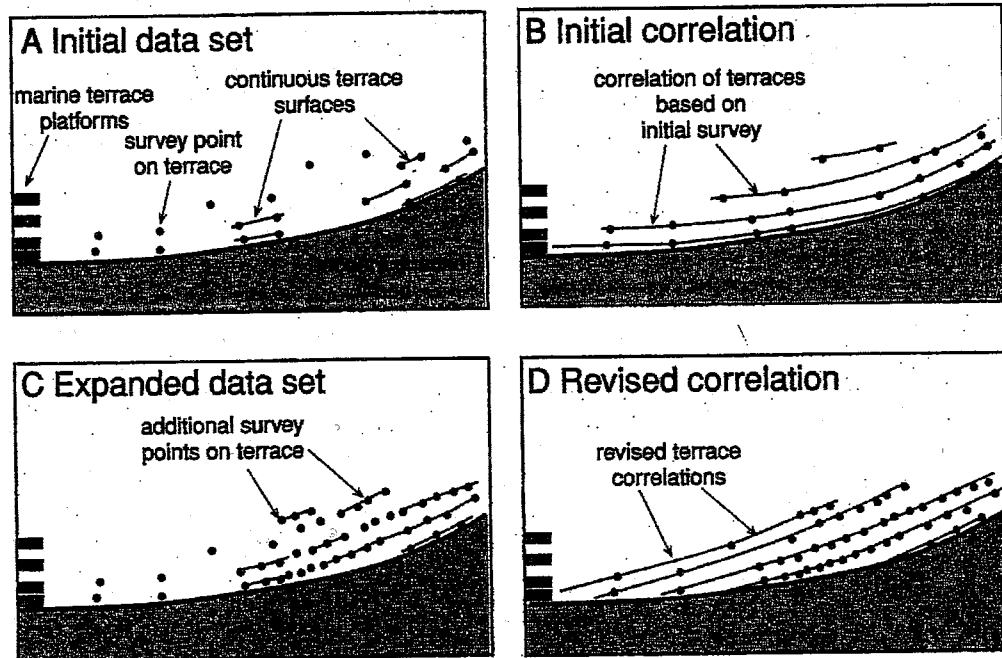 A Initial data set
marine terrace
platforms
survey point
on terrace
continuous terrace
surfaces
B Initial correlation
correlation of terraces
based on
initial survey
C Expanded data set
additional survey
points on terrace
D Revised correlation
revised terrace
correlations